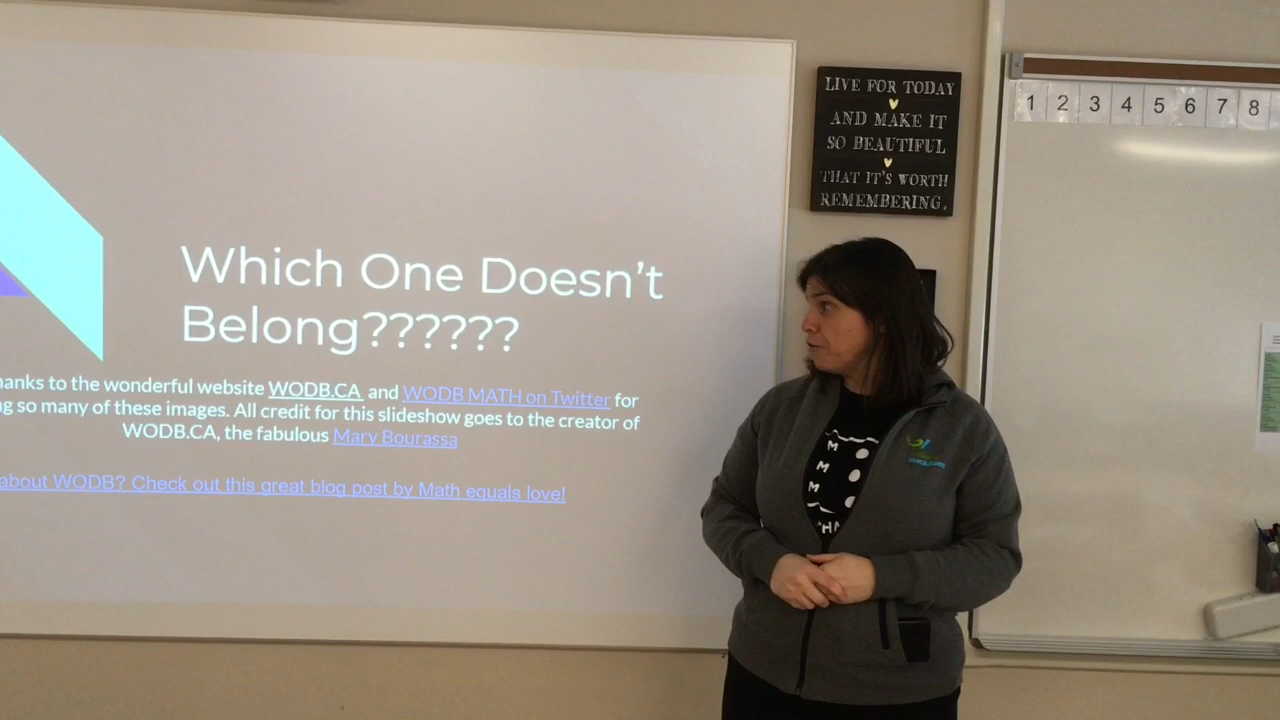 Which One Doesn't
Belong??????
to the wonderful website WODB.CA and WODB MATH on Twitter for
so many of these images. All credit for this slideshow goes to the creator of
WODB.CA, the fabulous Mary Bourassa
about WODB? Check out this great blog post by Math equals love!
LIVE FOR TODAY
AND MAKE IT
SO BEAUTIFUL
THAT IT'S WORTH
REMEMBERING.
1 2 3 4 5 6 7 8
M
M
M